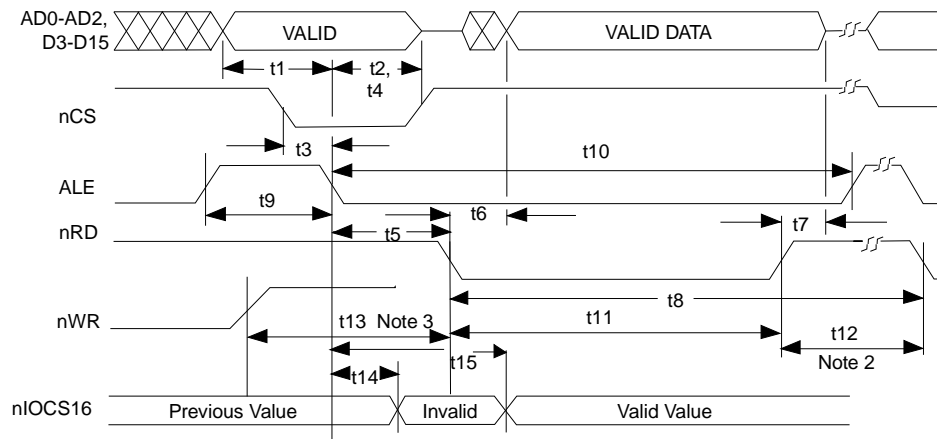 AD0-AD2,
D3-D15
VALID
VALID DATA
t1
t2,
t4
nCS
t3
t10
ALE
t9
t6
t7
nRD
t5
t8
nWR
t13 Note 3
t11
t12
Note 2
t15
t14
nIOCS16
Previous Value
Invalid
Valid Value